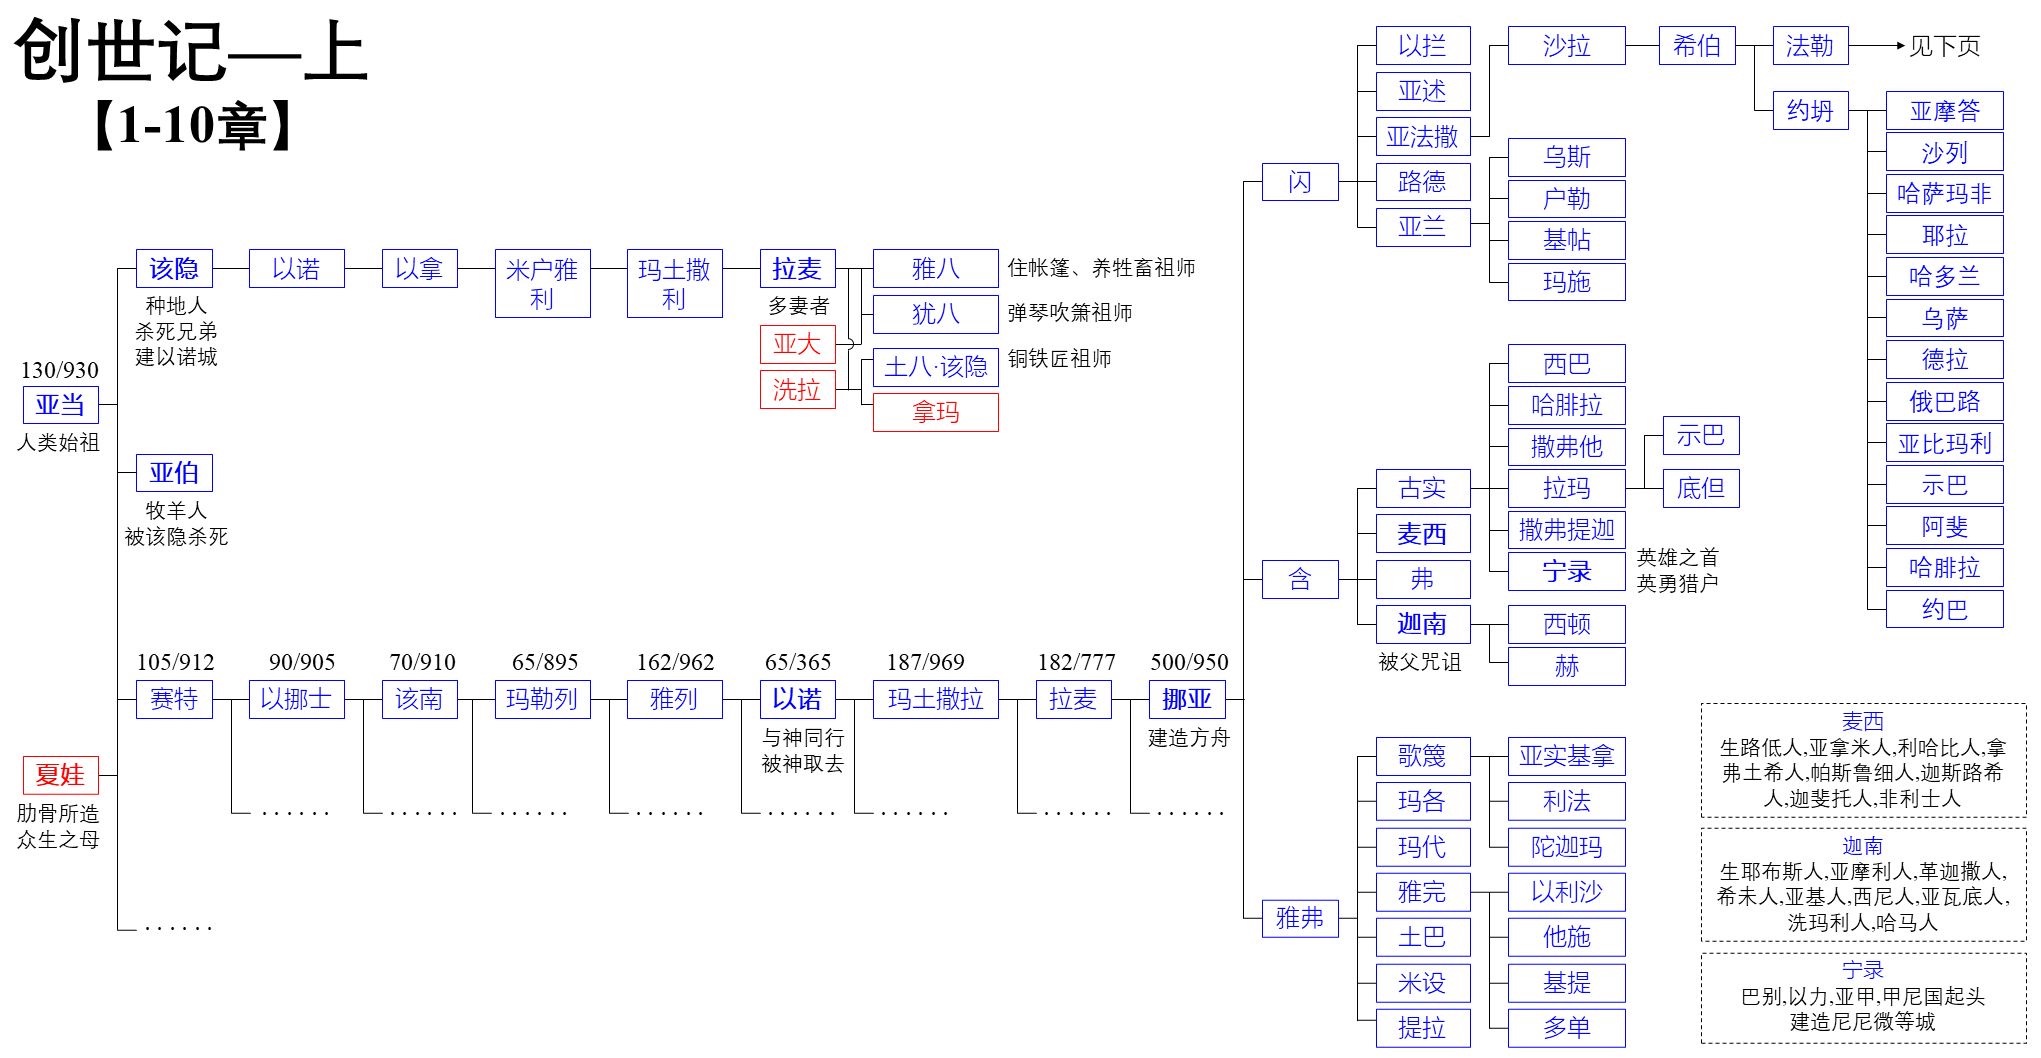 创世记—上
【1-10章】
130/930
亚当
人类始祖
夏娃
肋骨所造
众生之母
该隐
种地人
杀死兄弟
建以诺城
以诺
以拿
米户雅
利
玛土撒
利
拉麦
多妻者
亚大
洗拉
雅八
住帐篷、养牲畜祖师
犹八
弹琴吹箫祖师
土八·该隐
铜铁匠祖师
拿玛
亚伯
牧羊人
被该隐杀死
105/912
赛特
90/905
以挪士
70/910
该南
65/895
玛勒列
162/962
雅列
65/365
以诺
与神同行
被神取去
187/969
玛土撒拉
182/777
拉麦
500/950
挪亚
建造方舟
······
······
······
······
······
······
······
······
······
闪
以拦
亚述
亚法撒
路德
亚兰
沙拉
希伯
法勒
见下页
约坍
亚摩答
沙列
哈萨玛非
耶拉
哈多兰
乌萨
德拉
俄巴路
亚比玛利
示巴
阿斐
哈腓拉
约巴
乌斯
户勒
基帖
玛施
含
古实
麦西
弗
迦南
被父咒诅
西巴
哈腓拉
撒弗他
拉玛
撒弗提迦
宁录
英雄之首
英勇猎户
示巴
底但
西顿
赫
雅弗
歌篾
玛各
玛代
雅完
土巴
米设
提拉
亚实基拿
利法
陀迦玛
以利沙
他施
基提
多单
麦西
生路低人,亚拿米人,利哈比人,拿
弗土希人,帕斯鲁细人,迦斯路希
人,迦斐托人,非利士人
迦南
生耶布斯人,亚摩利人,革迦撒人,
希未人,亚基人,西尼人,亚瓦底人,
洗玛利人,哈马人
宁录
巴别,以力,亚甲,甲尼国起头
建造尼尼微等城